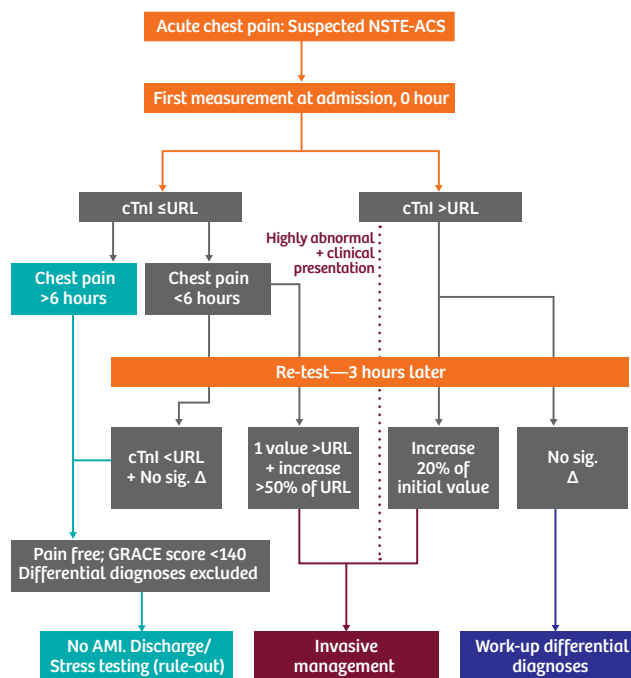 Acute chest pain: Suspected NSTE-ACS
First measurement at admission, 0 hour
cTnI ≤URL
cTnI >URL
Highly abnormal
+ clinical
presentation
Chest pain
>6 hours
Chest pain
<6 hours
Re-test—3 hours later
cTnI <URL
+ No sig. Δ
1 value >URL
+ increase
>50% of URL
Increase
20% of
initial value
No sig.
Δ
Pain free; GRACE score <140
Differential diagnoses excluded
No AMI. Discharge/
Stress testing (rule-out)
Invasive
management
Work-up differential
diagnoses